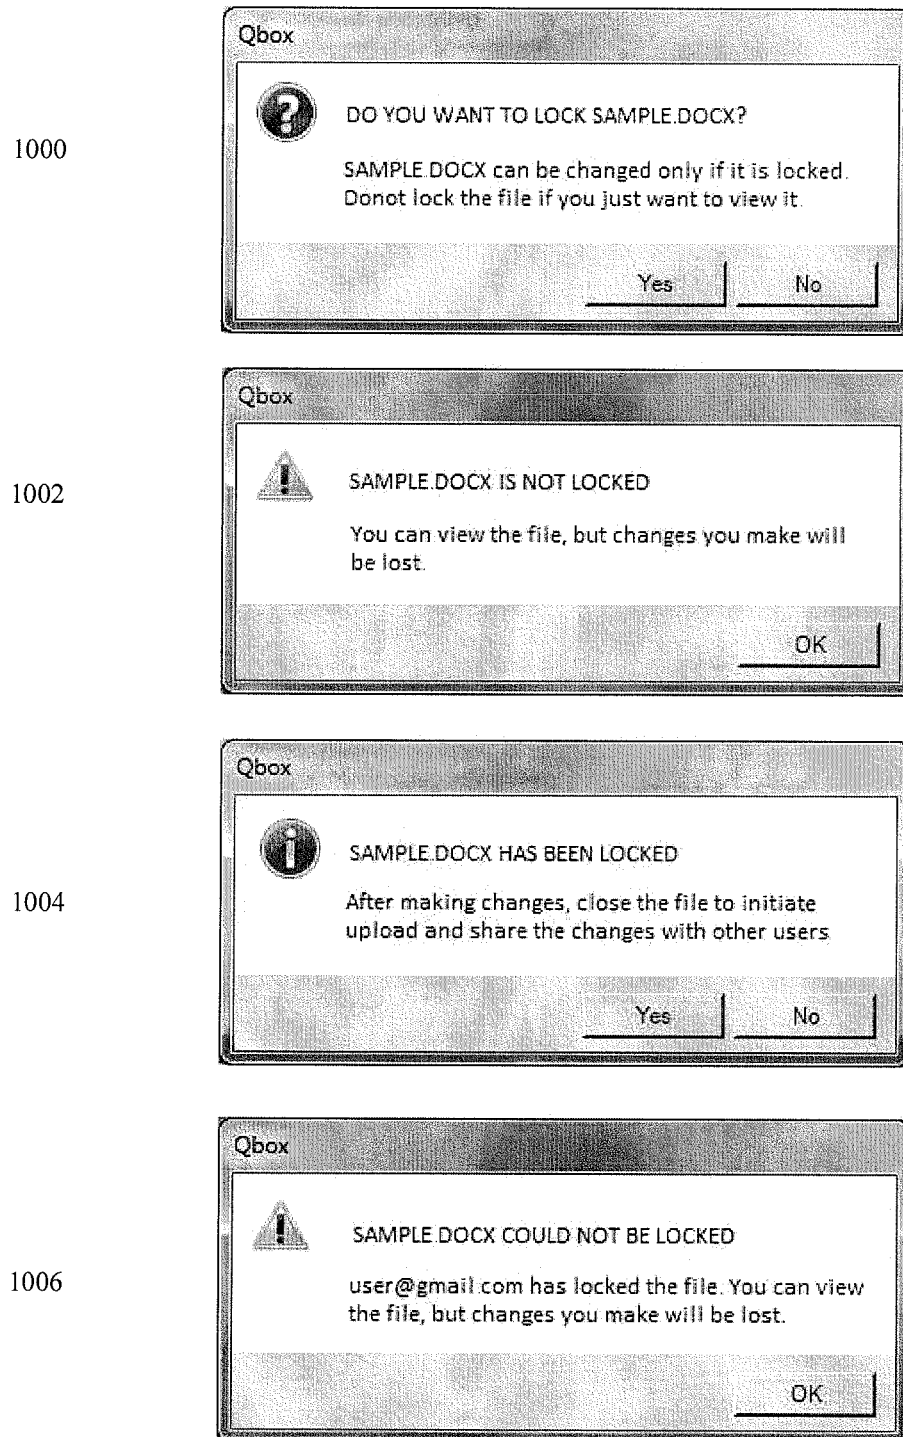 Qbox
DO YOU WANT TO LOCK SAMPLE.DOCX?
1000
SAMPLE.DOCX can be changed only if it is locked.
Donot lock the file if you just want to view it.
Yes No
Qbox
1002
SAMPLE.DOCX IS NOT LOCKED
You can view the file, but changes you make will
be lost.
OK
Qbox
SAMPLE.DOCX HAS BEEN LOCKED
1004
After making changes, close the file to initiate
upload and share the changes with other users
Yes No
Qbox
SAMPLE.DOCX COULD NOT BE LOCKED
1006
user@gmail.com has locked the file. You can view
the file, but changes you make will be lost.
OK